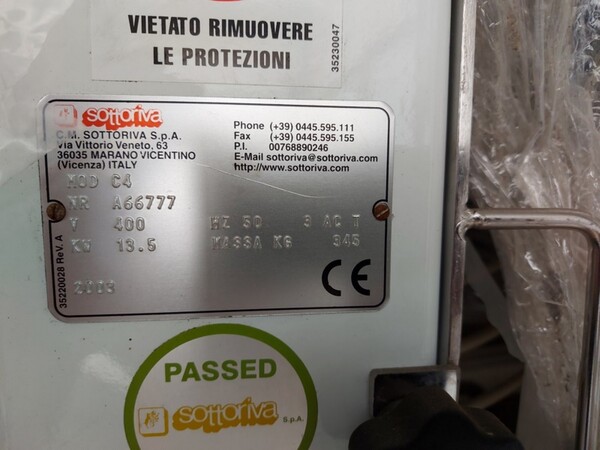 VIETATO RIMUOVERE
LE PROTEZIONI
35230047
sottoriva
C.M. SOTTORIVA S.p.A.
Via Vittorio Veneto, 63
36035 MARANO VICENTINO
(Vicenza) ITALY
Phone (+39) 0445.595.111
Fax (+39) 0445.595.155
P.I. 00768890246
E-Mail sottoriva@sottoriva.com
http://www.sottoriva.com
MOD C4
NR A66777
V 400 HZ 50 3 AC T
KW 13.5 KG 345
2003
35220028 Rev. A
CE
PASSED
sottoriva S.p.A.